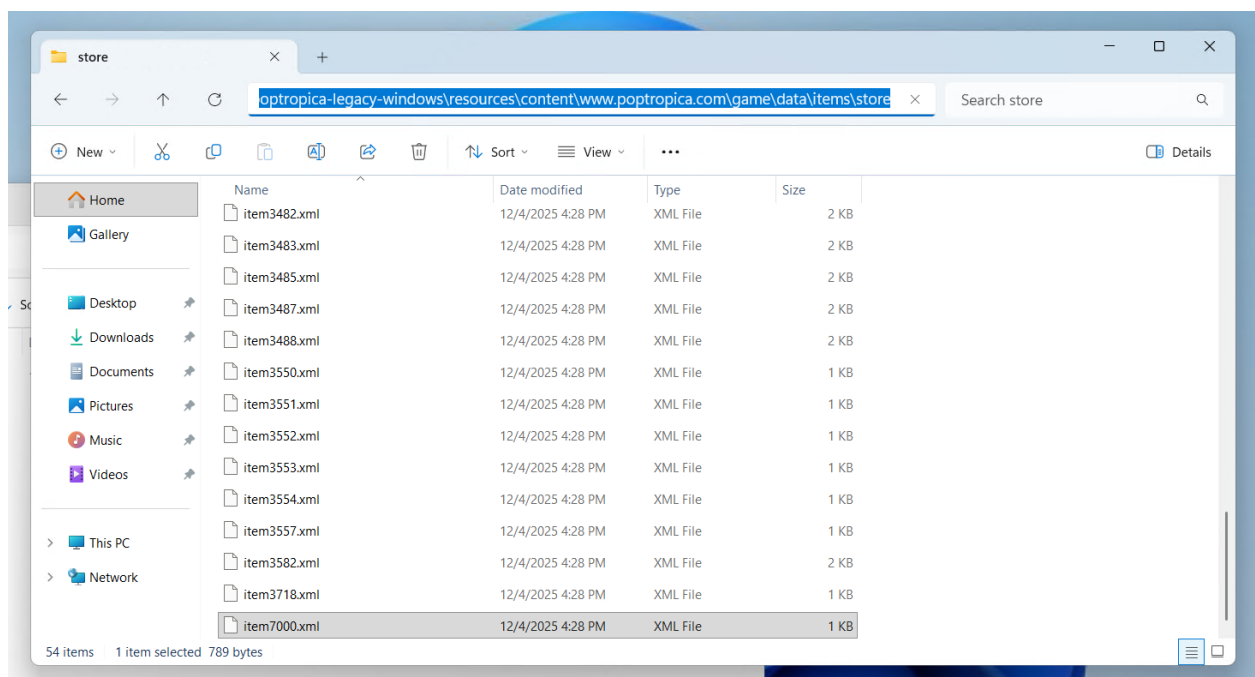 store
optropica-legacy-windows\resources\content\www.poptropica.com\game\data\items\store
Search store
New
Sort
View
Details
Home
Gallery
Desktop
Downloads
Documents
Pictures
Music
Videos
This PC
Network
Name Date modified Type Size
item3482.xml 12/4/2025 4:28 PM XML File 2 KB
item3483.xml 12/4/2025 4:28 PM XML File 2 KB
item3485.xml 12/4/2025 4:28 PM XML File 2 KB
item3487.xml 12/4/2025 4:28 PM XML File 2 KB
item3488.xml 12/4/2025 4:28 PM XML File 2 KB
item3550.xml 12/4/2025 4:28 PM XML File 1 KB
item3551.xml 12/4/2025 4:28 PM XML File 1 KB
item3552.xml 12/4/2025 4:28 PM XML File 1 KB
item3553.xml 12/4/2025 4:28 PM XML File 1 KB
item3554.xml 12/4/2025 4:28 PM XML File 1 KB
item3557.xml 12/4/2025 4:28 PM XML File 1 KB
item3582.xml 12/4/2025 4:28 PM XML File 2 KB
item3718.xml 12/4/2025 4:28 PM XML File 1 KB
item7000.xml 12/4/2025 4:28 PM XML File 1 KB
54 items 1 item selected 789 bytes